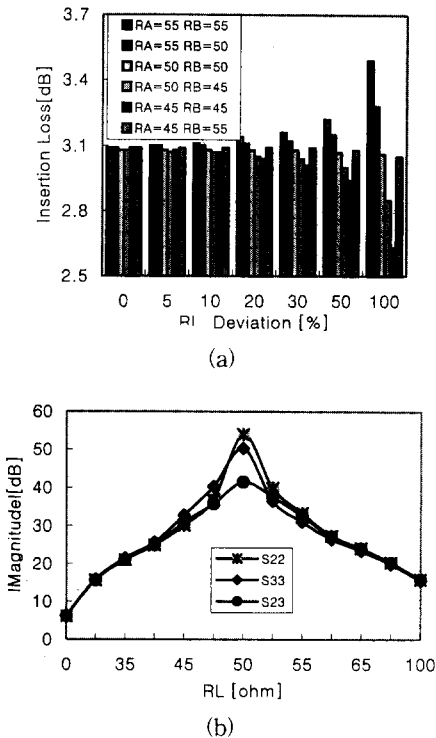 RA=55 RB=55
RA=55 RB=50
RA=50 RB=50
RA=50 RB=45
RA=45 RB=45
RA=45 RB=55
Insertion Loss[dB]
3.7
3.4
3.1
2.8
2.5
0 5 10 20 30 50 100
RL Deviation [%]
(a)
|Magnitude|[dB]
60
50
40
30
20
10
0
S22
S33
S23
0 35 45 50 55 65 100
RL [ohm]
(b)